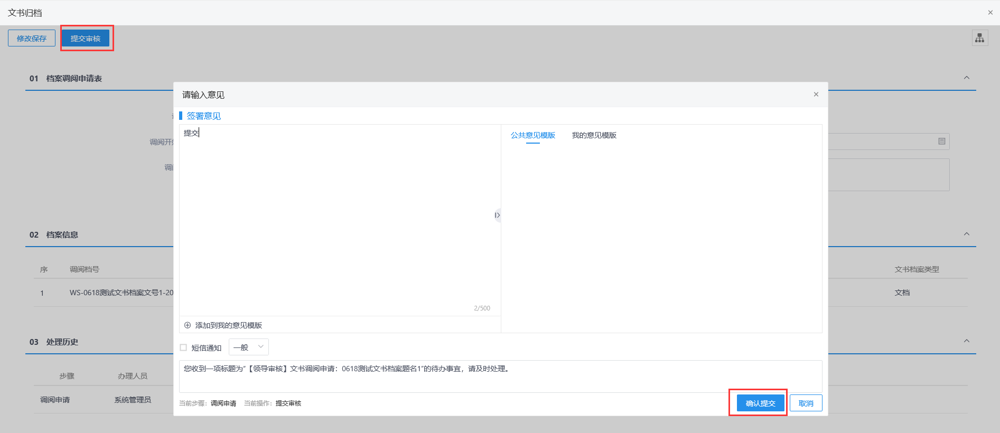 文书归档
修改保存
提交审核
01 档案调阅申请表
请输入意见
签署意见
提交
公共意见模版
我的意见模版
调阅开始
02 档案信息
序
调阅档号
文书档案类型
1
WS-0618测试文书档案文号1-20
文档
2/500
添加到我的意见模版
03 处理历史
短信通知
一般
您收到一项标题为"【领导审核】文书调阅申请：0618测试文书档案题名1"的待办事宜，请及时处理。
步骤
办理人员
调阅申请
系统管理员
当前步骤：调阅申请 当前操作：提交审核
确认提交
取消